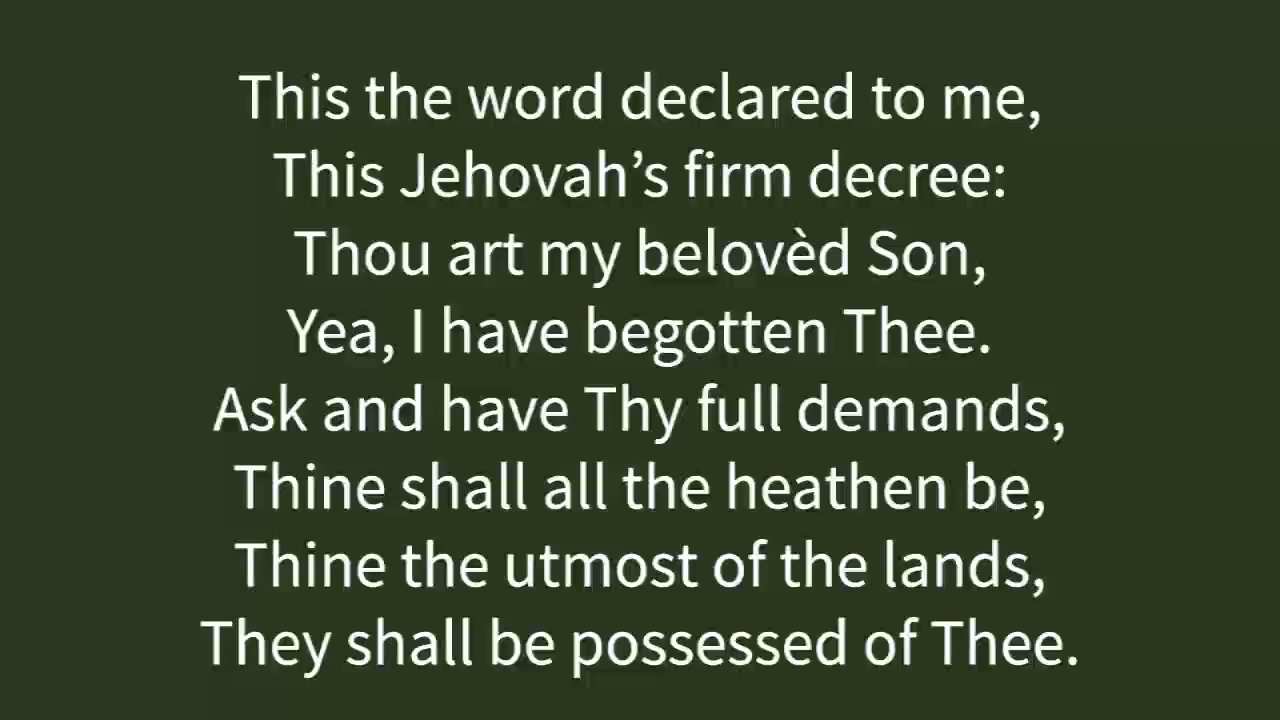 This the word declared to me,
This Jehovah’s firm decree:
Thou art my belovèd Son,
Yea, I have begotten Thee.
Ask and have Thy full demands,
Thine shall all the heathen be,
Thine the utmost of the lands,
They shall be possessed of Thee.